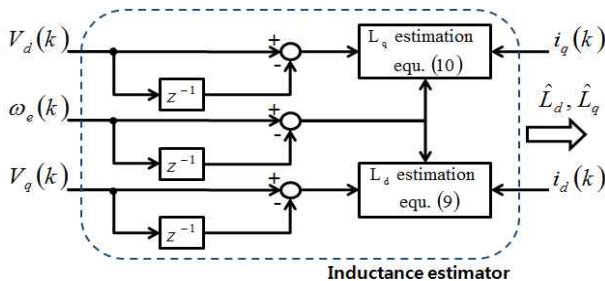 V_d(k)
+
-
L_q estimation
equ. (10)
i_q(k)
z^{-1}
ω_e(k)
+
-
L̂_d, L̂_q
z^{-1}
V_q(k)
+
-
L_d estimation
equ. (9)
i_d(k)
z^{-1}
Inductance estimator